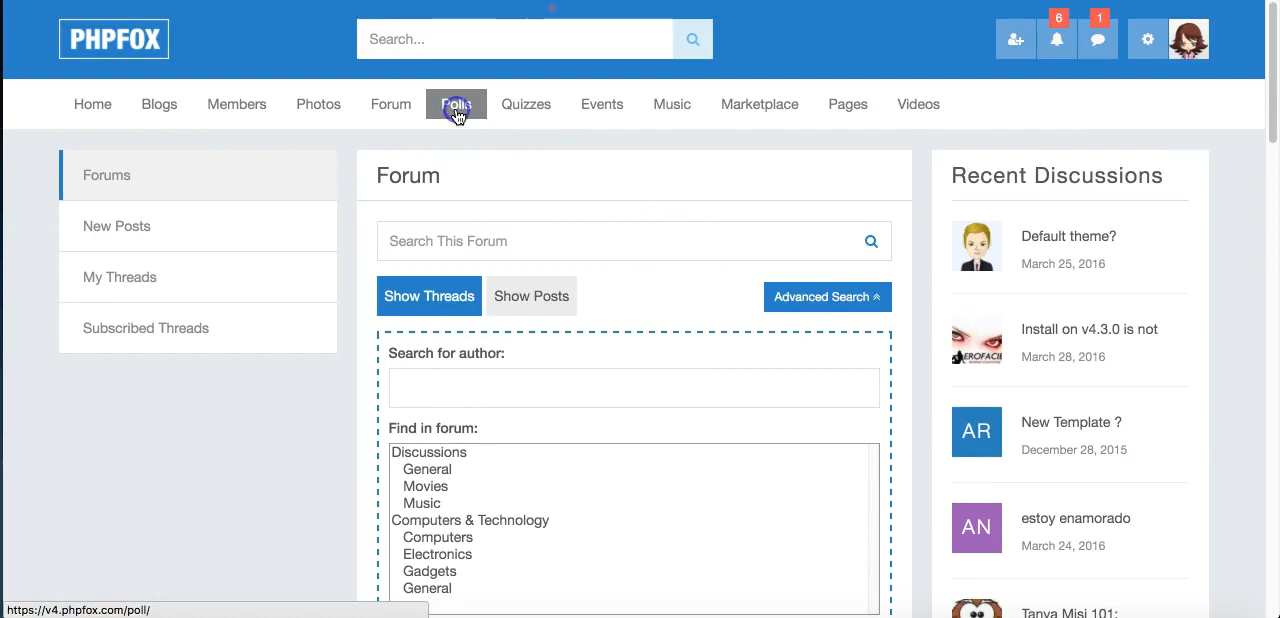 PHPFOX
Search...
6
1
Home Blogs Members Photos Forum Polls Quizzes Events Music Marketplace Pages Videos
Forums
New Posts
My Threads
Subscribed Threads
Forum
Search This Forum
Show Threads
Show Posts
Advanced Search
Search for author:
Find in forum:
Discussions
General
Movies
Music
Computers & Technology
Computers
Electronics
Gadgets
General
Recent Discussions
Default theme?
March 25, 2016
Install on v4.3.0 is not
March 28, 2016
AR
New Template ?
December 28, 2015
AN
estoy enamorado
March 24, 2016
Tanya Misi 101:
https://v4.phpfox.com/poll/